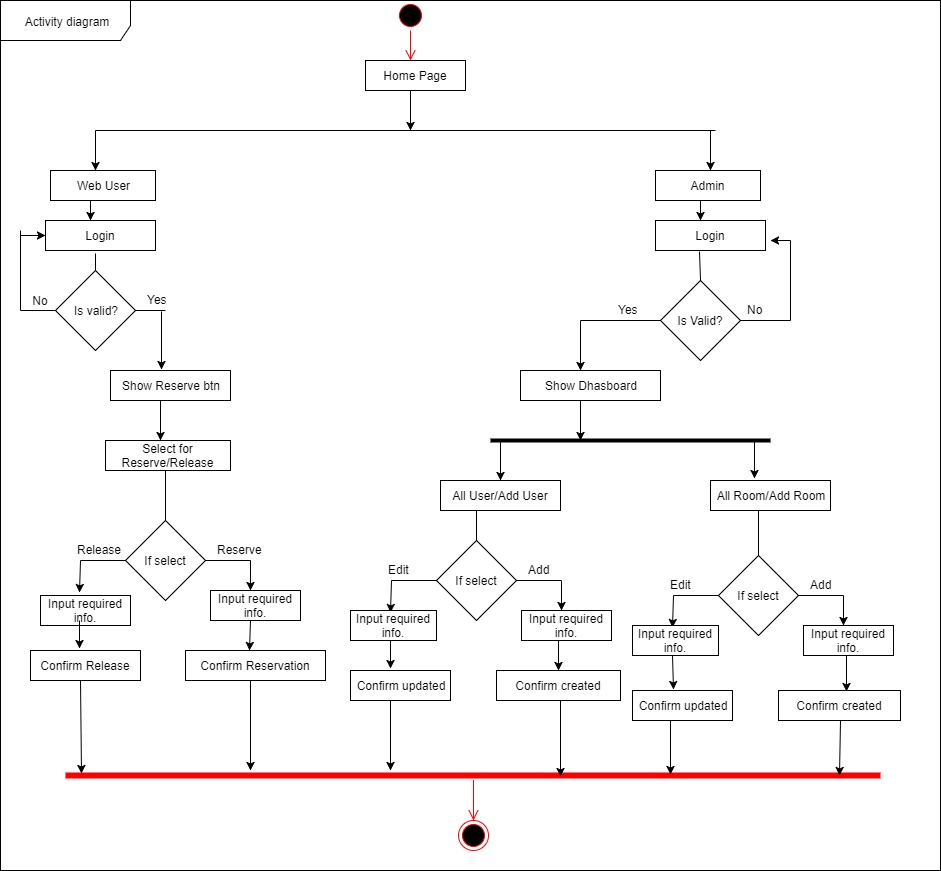 Activity diagram
Home Page
Web User
Admin
Login
Login
No
Is valid?
Yes
Yes
Is Valid?
No
Show Reserve btn
Show Dhasboard
Select for
Reserve/Release
All User/Add User
All Room/Add Room
Release
If select
Reserve
Edit
If select
Add
Edit
If select
Add
Input required
info.
Input required
info.
Input required
info.
Input required
info.
Input required
info.
Input required
info.
Confirm Release
Confirm Reservation
Confirm updated
Confirm created
Confirm updated
Confirm created